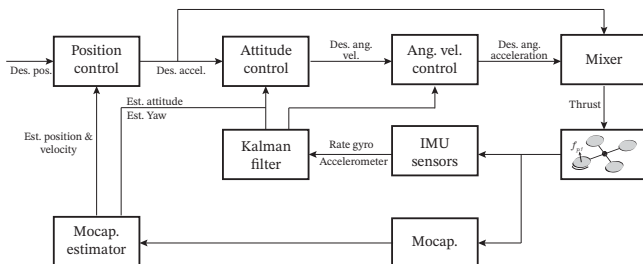 Position
control
Attitude
control
Ang. vel.
control
Mixer
Des. pos.
Des. accel.
Des. ang.
vel.
Des. ang.
acceleration
Est. attitude
Est. Yaw
Thrust
Est. position &
velocity
Kalman
filter
Rate gyro
Accelerometer
IMU
sensors
Mocap.
estimator
Mocap.